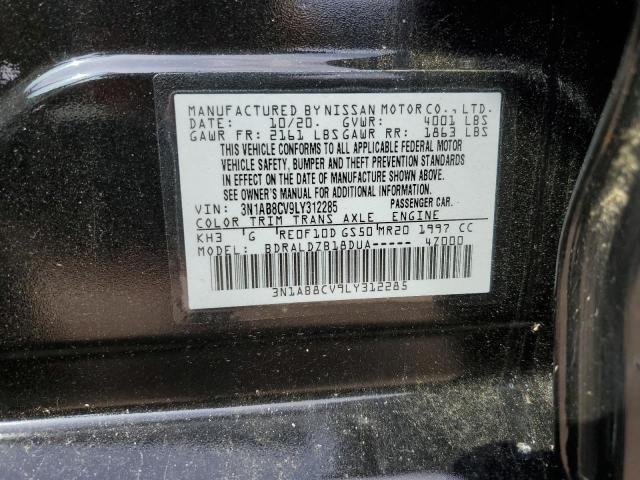 MANUFACTURED BY NISSAN MOTOR CO., LTD.
DATE: 10/20. GVWR: 4001 LBS
GAWR FR: 2161 LBS GAWR RR: 1863 LBS
THIS VEHICLE CONFORMS TO ALL APPLICABLE FEDERAL MOTOR
VEHICLE SAFETY, BUMPER AND THEFT PREVENTION STANDARDS
IN EFFECT ON THE DATE OF MANUFACTURE SHOWN ABOVE.
SEE OWNER'S MANUAL FOR ADDITIONAL INFORMATION.
VIN: 3N1AB8CV9LY312285 PASSENGER CAR
COLOR TRIM TRANS AXLE ENGINE
KH3 G RE0F10D GS50 MR20 1997 CC
MODEL: BDRALDZB18DUA----- 47000
3N1AB8CV9LY312285